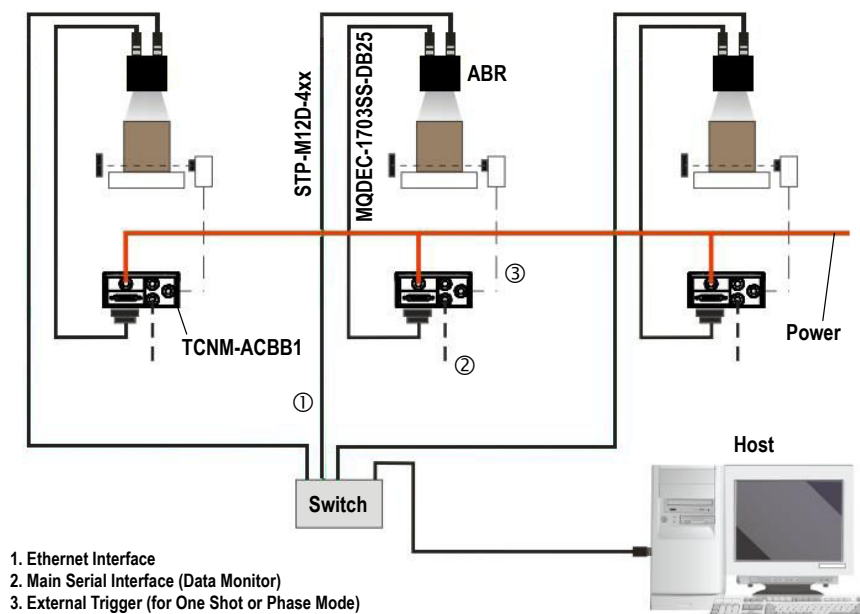 STP-M12D-4xx
MQDEC-1703SS-DB25
ABR
③
TCNM-ACBB1
②
Power
①
Host
Switch
1. Ethernet Interface
2. Main Serial Interface (Data Monitor)
3. External Trigger (for One Shot or Phase Mode)